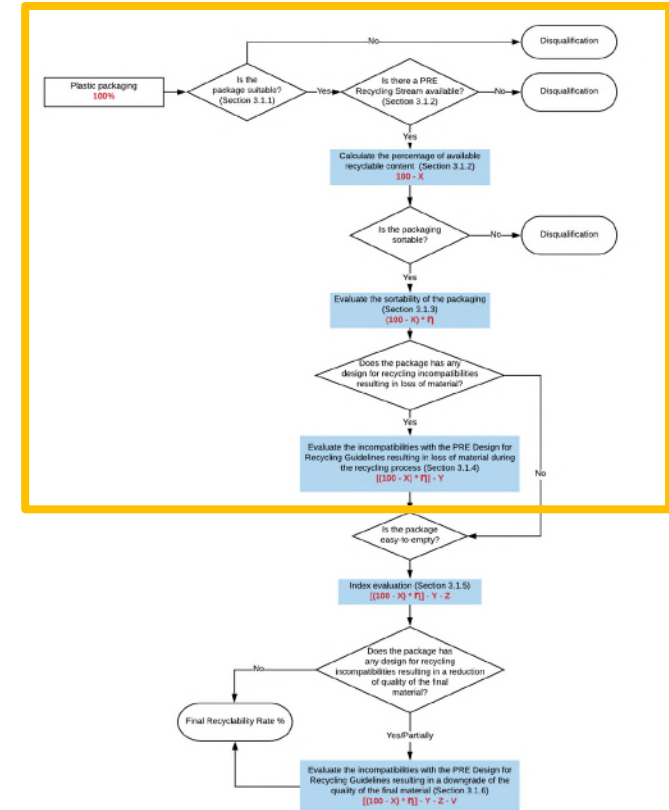 No
Disqualification
Plastic packaging
100%
Is the
package suitable?
(Section 3.1.1)
Yes
Is there a PRE
Recycling Stream available?
(Section 3.1.2)
No
Disqualification
Yes
Calculate the percentage of available
recyclable content (Section 3.1.2)
100 - X
Is the packaging
sortable?
No
Disqualification
Yes
Evaluate the sortability of the packaging
(Section 3.1.3)
(100 - X) * η
Does the package has any
design for recycling incompatibilities
resulting in loss of material?
Yes
Evaluate the incompatibilities with the PRE Design for
Recycling Guidelines resulting in loss of material during
the recycling process (Section 3.1.4)
[(100 - X) * η] - Y
No
Is the package
easy-to-empty?
Index evaluation (Section 3.1.5)
[(100 - X) * η] - Y - Z
Does the package has
any design for recycling
incompatibilities resulting in a reduction
of quality of the final
material?
No
Final Recyclability Rate %
Yes/Partially
Evaluate the incompatibilities with the PRE Design for
Recycling Guidelines resulting in a downgrade of the
quality of the final material (Section 3.1.6)
[(100 - X) * η] - Y - Z - V